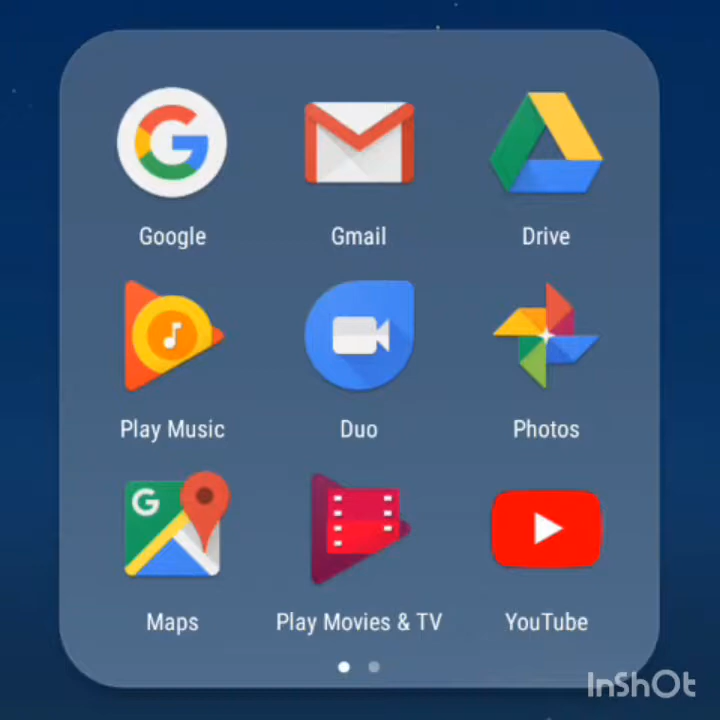 Google Gmail Drive
Play Music Duo Photos
G
Maps Play Movies & TV YouTube
InShOt